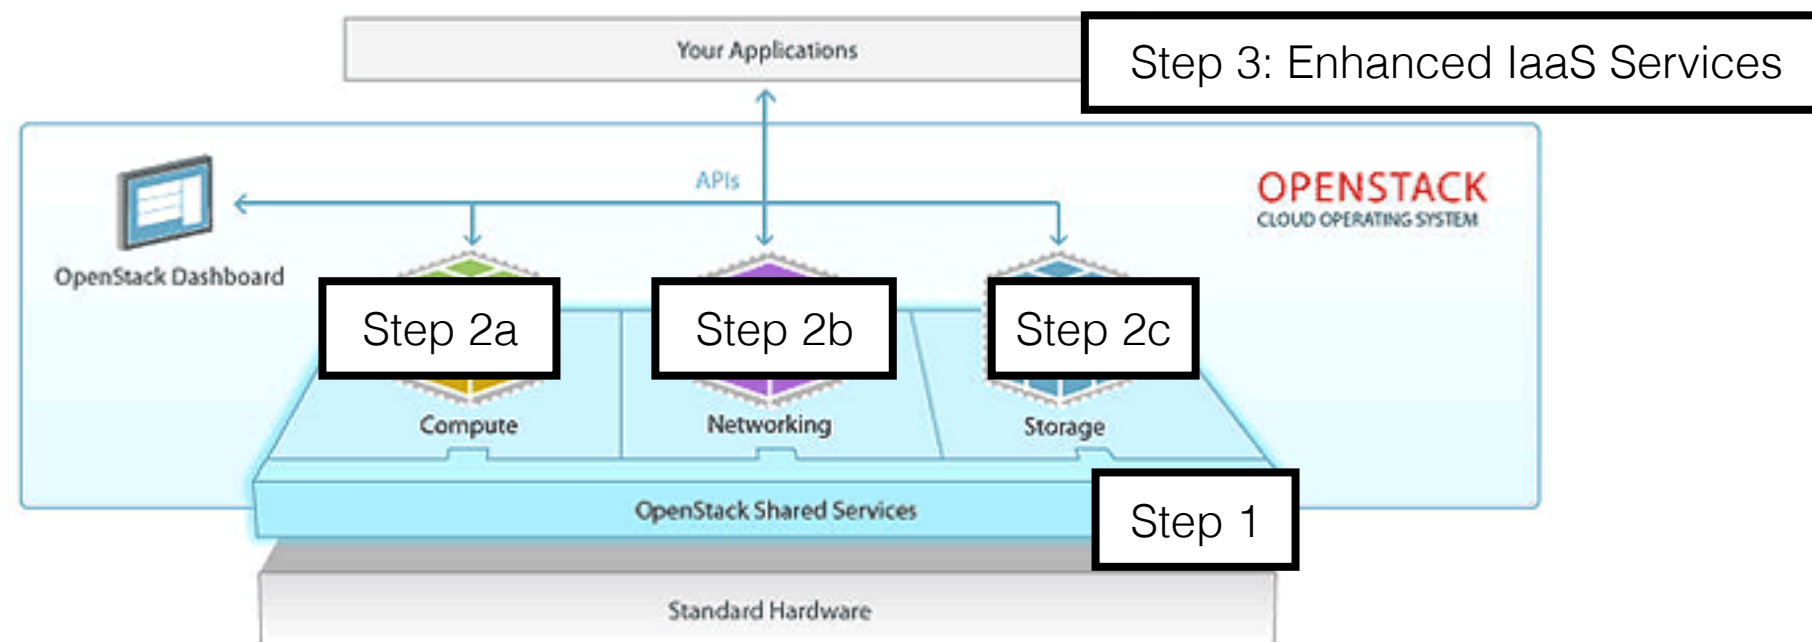 Your Applications
Step 3: Enhanced IaaS Services
APIs
OPENSTACK
CLOUD OPERATING SYSTEM
OpenStack Dashboard
Step 2a
Step 2b
Step 2c
Compute
Networking
Storage
OpenStack Shared Services
Step 1
Standard Hardware